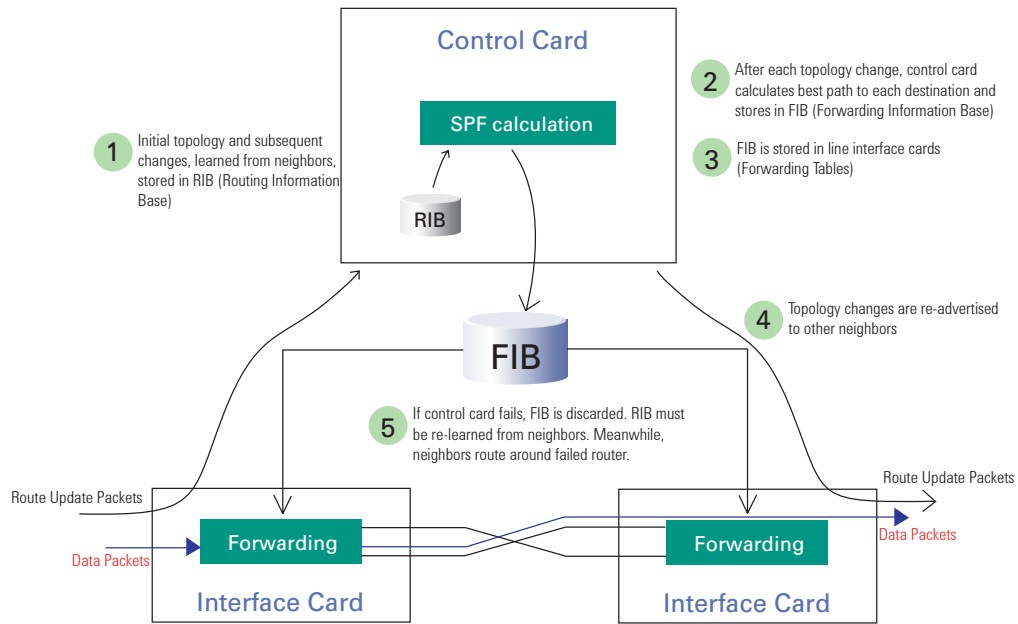 Control Card
SPF calculation
RIB
1
Initial topology and subsequent
changes, learned from neighbors,
stored in RIB (Routing Information
Base)
2
After each topology change, control card
calculates best path to each destination and
stores in FIB (Forwarding Information Base)
3
FIB is stored in line interface cards
(Forwarding Tables)
4
Topology changes are re-advertised
to other neighbors
FIB
5
If control card fails, FIB is discarded. RIB must
be re-learned from neighbors. Meanwhile,
neighbors route around failed router.
Route Update Packets
Data Packets
Forwarding
Interface Card
Forwarding
Interface Card
Route Update Packets
Data Packets